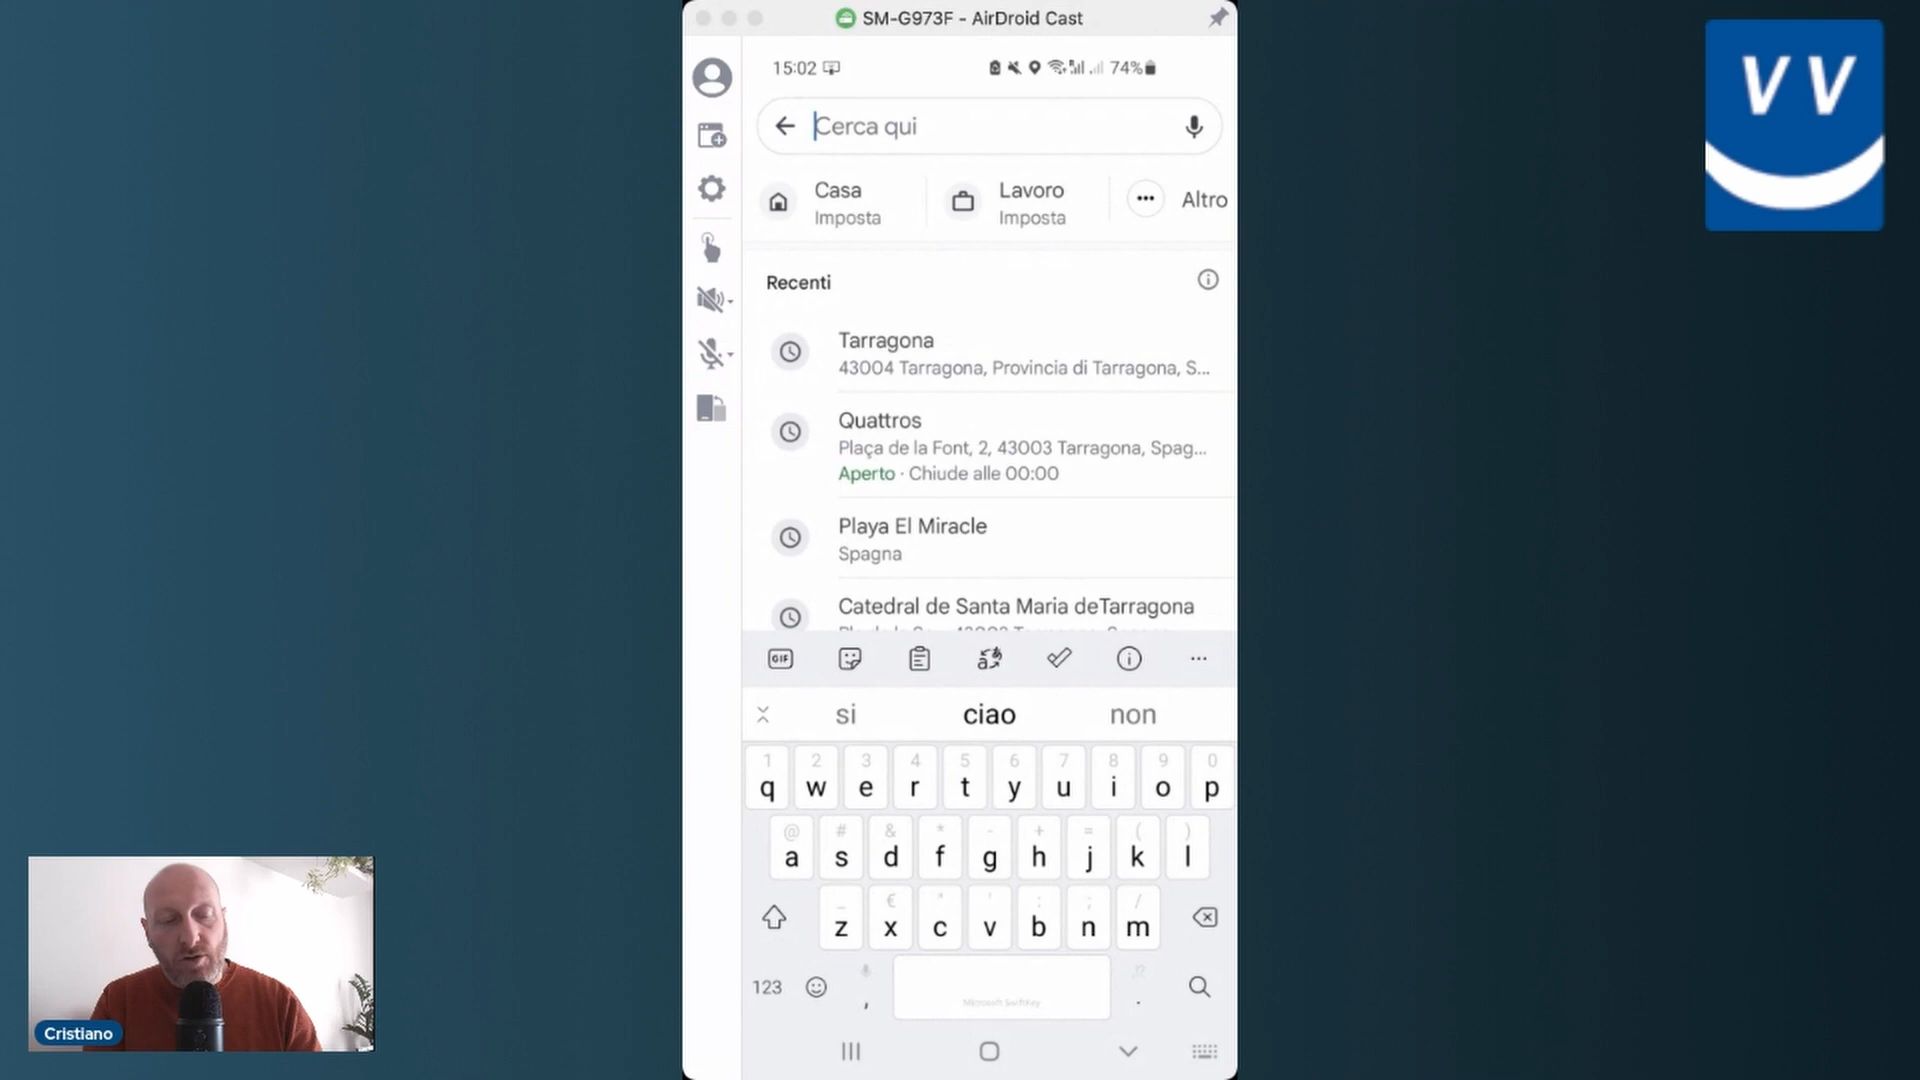 SM-G973F - AirDroid Cast
VV
15:02
74%
Cerca qui
Casa
Imposta
Lavoro
Imposta
Altro
Recenti
Tarragona
43004 Tarragona, Provincia di Tarragona, S...
Quattros
Plaça de la Font, 2, 43003 Tarragona, Spag...
Aperto · Chiude alle 00:00
Playa El Miracle
Spagna
Catedral de Santa Maria deTarragona
GIF
si ciao non
1 2 3 4 5 6 7 8 9 0
q w e r t y u i o p
@ # & * - + = ( )
a s d f g h j k l
_ € " ' : ; /
z x c v b n m
123 , Microsoft SwiftKey .
Cristiano